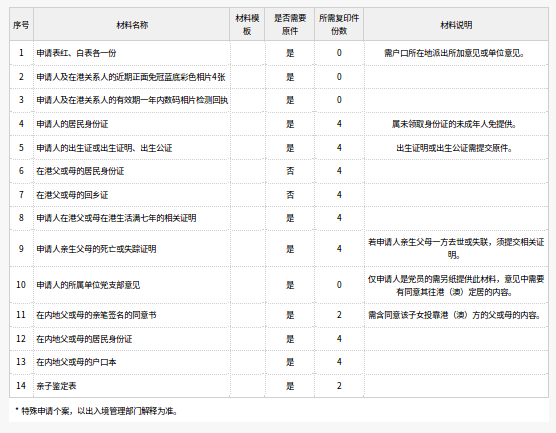 序号 材料名称 材料模板 是否需要原件 所需复印件份数 材料说明
1 申请表红、白表各一份 是 0 需户口所在地派出所加意见或单位意见。
2 申请人及在港关系人的近期正面免冠蓝底彩色相片4张 是 0
3 申请人及在港关系人的有效期一年内数码相片检测回执 是 0
4 申请人的居民身份证 是 4 属未领取身份证的未成年人免提供。
5 申请人的出生证或出生证明、出生公证 是 4 出生证明或出生公证需提交原件。
6 在港父或母的居民身份证 否 4
7 在港父或母的回乡证 否 4
8 申请人在港父或母在港生活满七年的相关证明 是 4
9 申请人亲生父母的死亡或失踪证明 是 4 若申请人亲生父母一方去世或失联，须提交相关证明。
10 申请人的所属单位党支部意见 是 0 仅申请人是党员的需另纸提供此材料，意见中需要有同意其往港（澳）定居的内容。
11 在内地父或母的亲笔签名的同意书 是 2 需含同意该子女投靠港（澳）方的父或母的内容。
12 在内地父或母的居民身份证 是 4
13 在内地父或母的户口本 是 4
14 亲子鉴定表 是 2
* 特殊申请个案，以出入境管理部门解释为准。